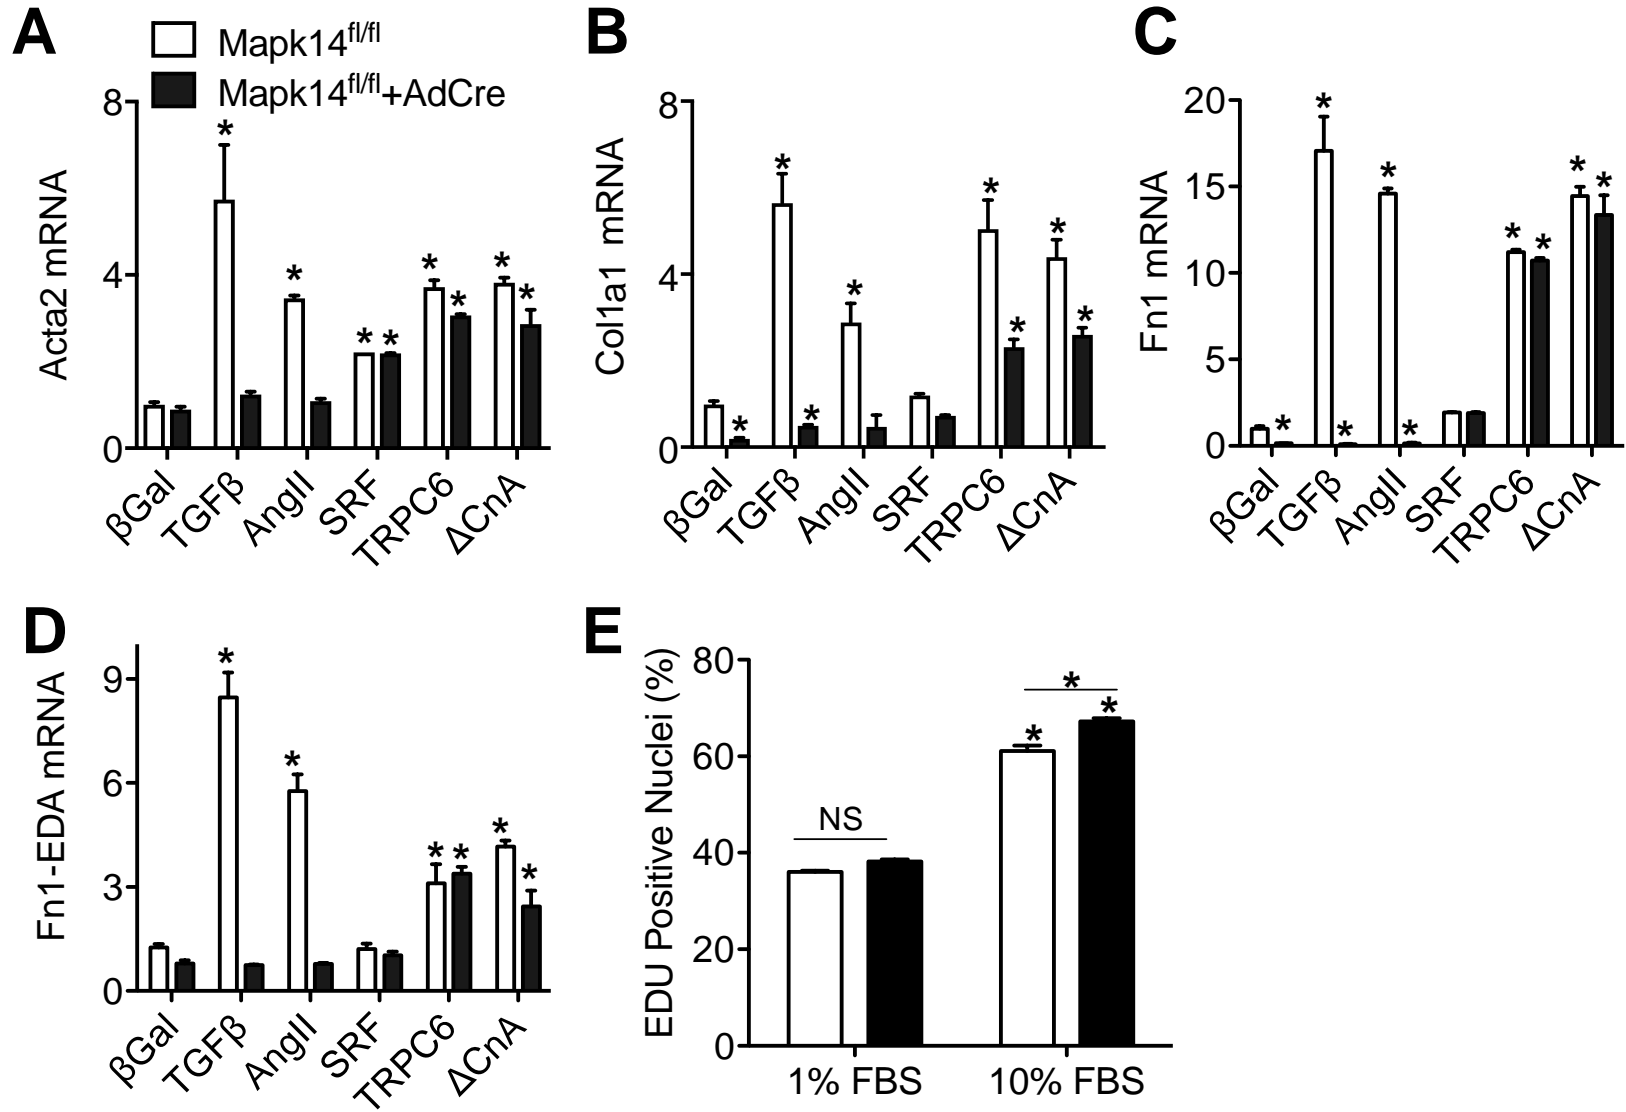 A
Mapk14fl/fl
Mapk14fl/fl+AdCre
Acta2 mRNA
8
4
0
*
*
* *
* *
* *
βGal TGFβ AngII SRF TRPC6 ΔCnA
B
Col1a1 mRNA
8
4
0
*
* *
*
* *
* *
βGal TGFβ AngII SRF TRPC6 ΔCnA
C
Fn1 mRNA
20
15
10
5
0
*
* *
* *
* *
* *
βGal TGFβ AngII SRF TRPC6 ΔCnA
D
Fn1-EDA mRNA
9
6
3
0
*
*
* *
* *
βGal TGFβ AngII SRF TRPC6 ΔCnA
E
EDU Positive Nuclei (%)
80
60
40
20
0
NS
*
* *
1% FBS 10% FBS